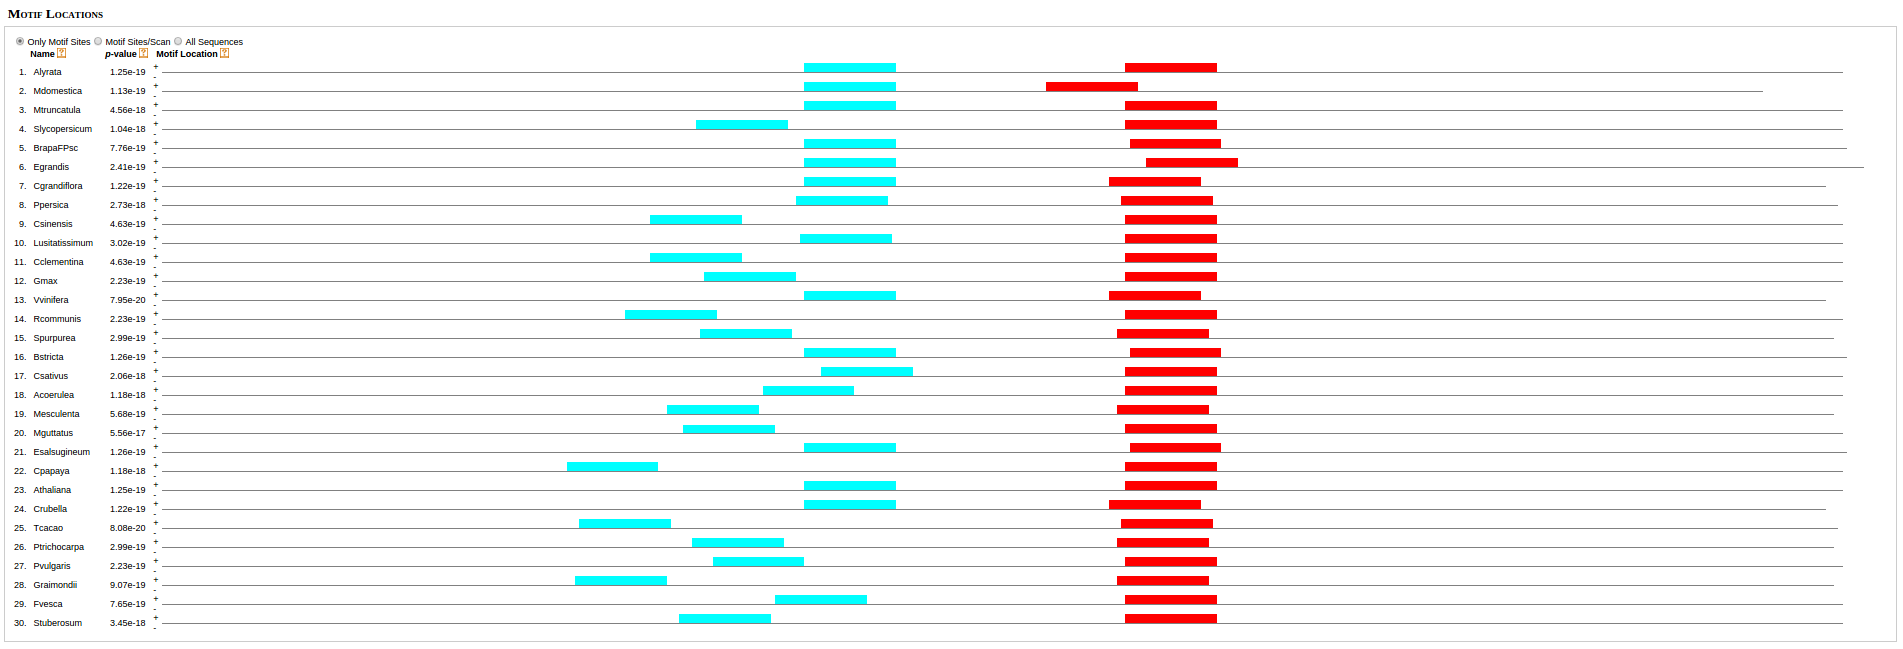 Motif Locations
Only Motif Sites Motif Sites/Scan All Sequences
Name ? p-value ? Motif Location ?
1. Alyrata 1.25e-19 + -
2. Mdomestica 1.13e-19 + -
3. Mtruncatula 4.56e-18 + -
4. Slycopersicum 1.04e-18 + -
5. BrapaFPsc 7.76e-19 + -
6. Egrandis 2.41e-19 + -
7. Cgrandiflora 1.22e-19 + -
8. Ppersica 2.73e-18 + -
9. Csinensis 4.63e-19 + -
10. Lusitatissimum 3.02e-19 + -
11. Cclementina 4.63e-19 + -
12. Gmax 2.23e-19 + -
13. Vvinifera 7.95e-20 + -
14. Rcommunis 2.23e-19 + -
15. Spurpurea 2.99e-19 + -
16. Bstricta 1.26e-19 + -
17. Csativus 2.06e-18 + -
18. Acoerulea 1.18e-18 + -
19. Mesculenta 5.68e-19 + -
20. Mguttatus 5.56e-17 + -
21. Esalsugineum 1.26e-19 + -
22. Cpapaya 1.18e-18 + -
23. Athaliana 1.25e-19 + -
24. Crubella 1.22e-19 + -
25. Tcacao 8.08e-20 + -
26. Ptrichocarpa 2.99e-19 + -
27. Pvulgaris 2.23e-19 + -
28. Graimondii 9.07e-19 + -
29. Fvesca 7.65e-19 + -
30. Stuberosum 3.45e-18 + -